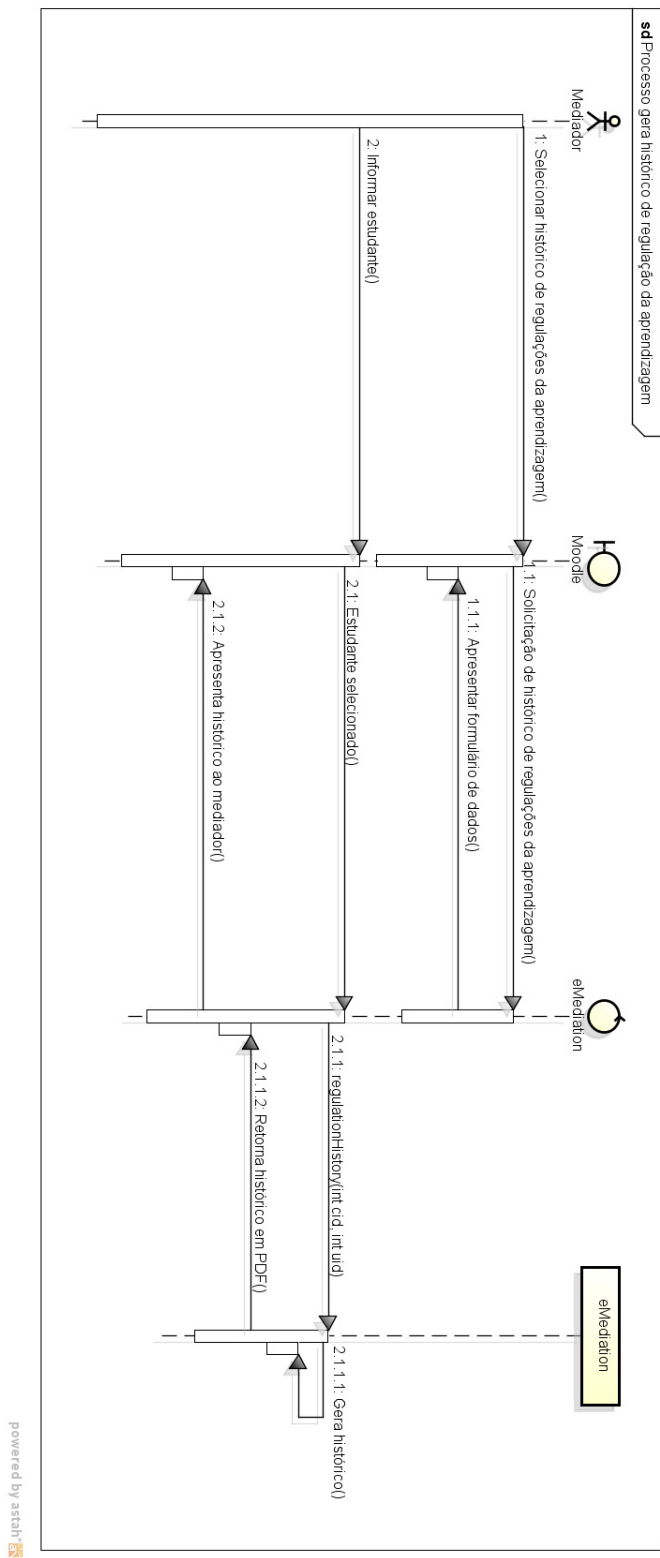 sd Processo gera histórico de regulação da aprendizagem
Mediador
Moodle
eMediation
eMediation
1: Selecionar histórico de regulações da aprendizagem()
1.1: Solicitação de histórico de regulações da aprendizagem()
1.1.1: Apresentar formulário de dados()
2: Informar estudante()
2.1: Estudante selecionado()
2.1.1: regulationHistory(int cid, int uid)
2.1.1.1: Gera histórico()
2.1.1.2: Retorna histórico em PDF()
2.1.2: Apresenta histórico ao mediador()
powered by astah*